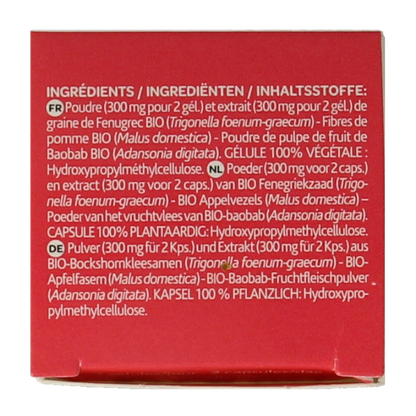 INGRÉDIENTS / INGREDIËNTEN / INHALTSSTOFFE:
FR Poudre (300 mg pour 2 gél.) et extrait (300 mg pour 2 gél.) de
graine de Fenugrec BIO (Trigonella foenum-graecum) - Fibres de
pomme BIO (Malus domestica) - Poudre de pulpe de fruit de
Baobab BIO (Adansonia digitata). GÉLULE 100% VÉGÉTALE :
Hydroxypropylméthylcellulose. NL Poeder (300 mg voor 2 caps.)
en extract (300 mg voor 2 caps.) van BIO Fenegriekzaad (Trigo-
nella foenum-graecum) - BIO Appelvezels (Malus domestica) –
Poeder van het vruchtvlees van BIO-baobab (Adansonia digitata).
CAPSULE 100% PLANTAARDIG: Hydroxypropylmethylcellulose.
DE Pulver (300 mg für 2 Kps.) und Extrakt (300 mg für 2 Kps.) aus
BIO-Bockshornkleesamen (Trigonella foenum-graecum) - BIO-
Apfelfasern (Malus domestica) - BIO-Baobab-Fruchtfleischpulver
(Adansonia digitata). KAPSEL 100 % PFLANZLICH: Hydroxypro-
pylmethylcellulose.